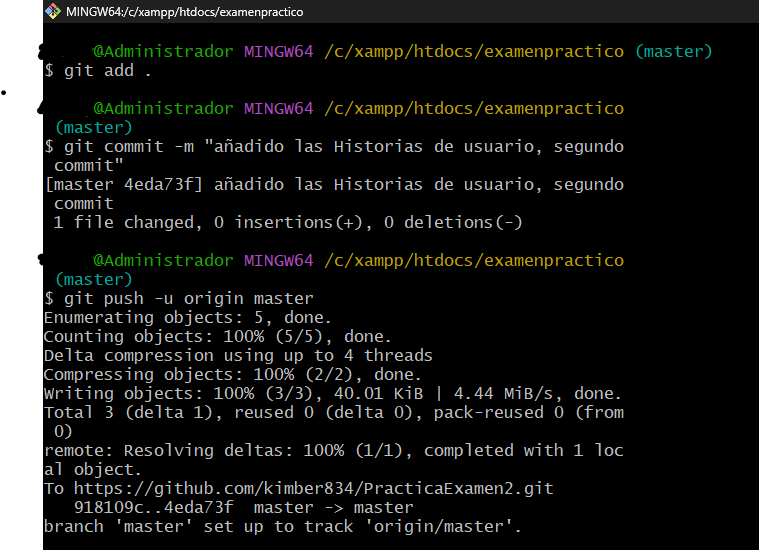 MINGW64:/c/xampp/htdocs/examenpractico
@Administrador MINGW64 /c/xampp/htdocs/examenpractico (master)
$ git add .
@Administrador MINGW64 /c/xampp/htdocs/examenpractico
(master)
$ git commit -m "añadido las Historias de usuario, segundo
commit"
[master 4eda73f] añadido las Historias de usuario, segundo
commit
1 file changed, 0 insertions(+), 0 deletions(-)
@Administrador MINGW64 /c/xampp/htdocs/examenpractico
(master)
$ git push -u origin master
Enumerating objects: 5, done.
Counting objects: 100% (5/5), done.
Delta compression using up to 4 threads
Compressing objects: 100% (2/2), done.
Writing objects: 100% (3/3), 40.01 KiB | 4.44 MiB/s, done.
Total 3 (delta 1), reused 0 (delta 0), pack-reused 0 (from
0)
remote: Resolving deltas: 100% (1/1), completed with 1 loc
al object.
To https://github.com/kimber834/PracticaExamen2.git
918109c..4eda73f  master -> master
branch 'master' set up to track 'origin/master'.